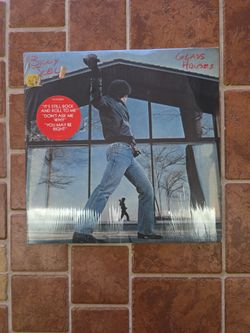 BILLY
JOEL
GLASS
HOUSES
"IT'S STILL ROCK
AND ROLL TO ME"
"DON'T ASK ME
WHY"
"YOU MAY BE
RIGHT"